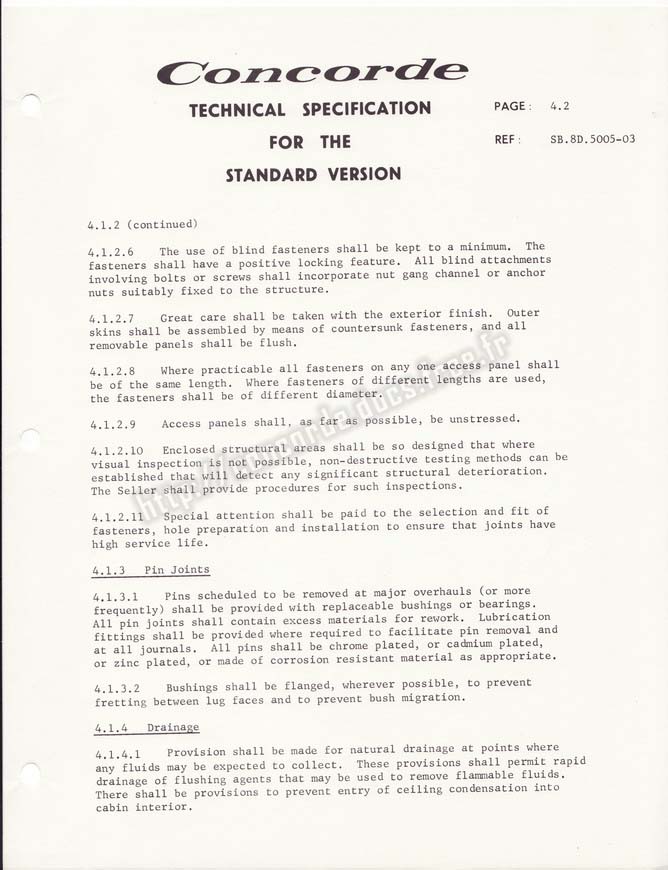 Concorde
TECHNICAL SPECIFICATION
FOR THE
STANDARD VERSION
PAGE: 4.2
REF: SB.8D.5005-03
4.1.2 (continued)
4.1.2.6 The use of blind fasteners shall be kept to a minimum. The
fasteners shall have a positive locking feature. All blind attachments
involving bolts or screws shall incorporate nut gang channel or anchor
nuts suitably fixed to the structure.
4.1.2.7 Great care shall be taken with the exterior finish. Outer
skins shall be assembled by means of countersunk fasteners, and all
removable panels shall be flush.
4.1.2.8 Where practicable all fasteners on any one access panel shall
be of the same length. Where fasteners of different lengths are used,
the fasteners shall be of different diameter.
4.1.2.9 Access panels shall, as far as possible, be unstressed.
4.1.2.10 Enclosed structural areas shall be so designed that where
visual inspection is not possible, non-destructive testing methods can be
established that will detect any significant structural deterioration.
The Seller shall provide procedures for such inspections.
4.1.2.11 Special attention shall be paid to the selection and fit of
fasteners, hole preparation and installation to ensure that joints have
high service life.
4.1.3 Pin Joints
4.1.3.1 Pins scheduled to be removed at major overhauls (or more
frequently) shall be provided with replaceable bushings or bearings.
All pin joints shall contain excess materials for rework. Lubrication
fittings shall be provided where required to facilitate pin removal and
at all journals. All pins shall be chrome plated, or cadmium plated,
or zinc plated, or made of corrosion resistant material as appropriate.
4.1.3.2 Bushings shall be flanged, wherever possible, to prevent
fretting between lug faces and to prevent bush migration.
4.1.4 Drainage
4.1.4.1 Provision shall be made for natural drainage at points where
any fluids may be expected to collect. These provisions shall permit rapid
drainage of flushing agents that may be used to remove flammable fluids.
There shall be provisions to prevent entry of ceiling condensation into
cabin interior.